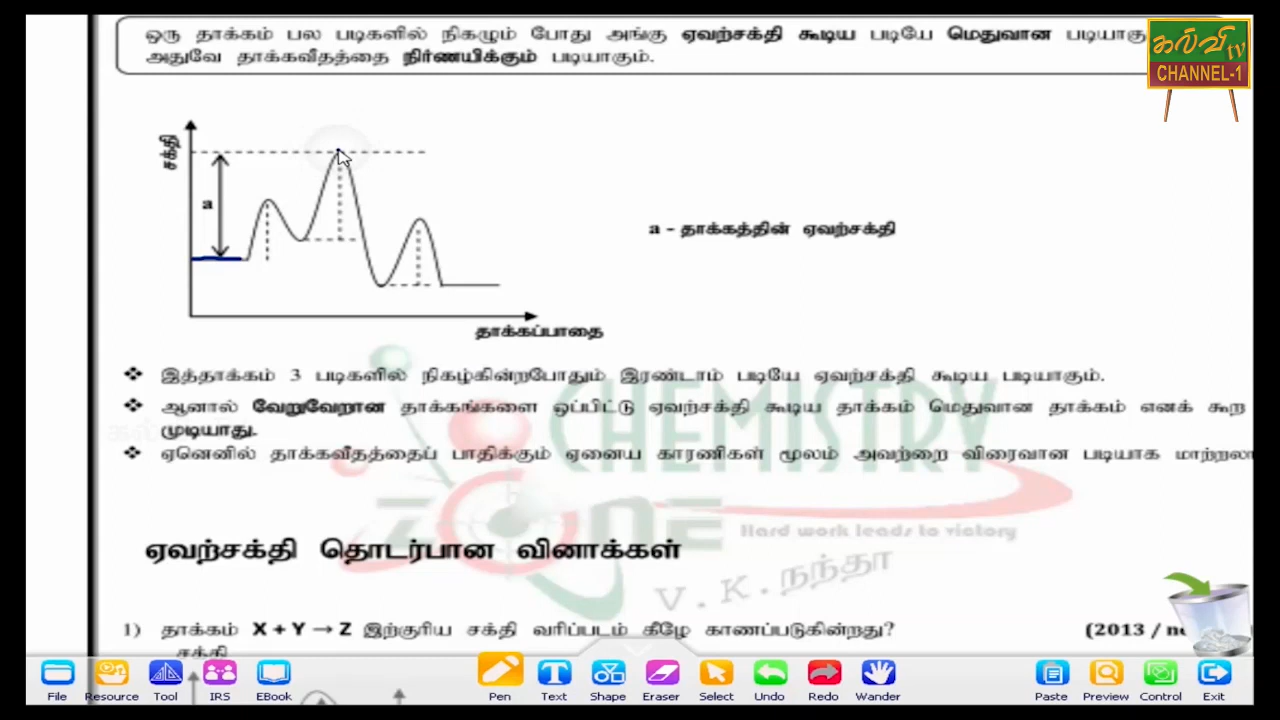 ஒரு தாக்கம் பல படிகளில் நிகழும் போது அங்கு ஏவற்சக்தி கூடிய படியே மெதுவான
அதுவே தாக்கவீதத்தை நிர்ணயிக்கும் படியாகும்.
கல்வி TV
CHANNEL-1
சக்தி
a
a - தாக்கத்தின் ஏவற்சக்தி
தாக்கப்பாதை
❖ இத்தாக்கம் 3 படிகளில் நிகழ்கின்றபோதும் இரண்டாம் படியே ஏவற்சக்தி கூடிய படியாகும்.
❖ ஆனால் வேறுவேறான தாக்கங்களை ஒப்பிட்டு ஏவற்சக்தி கூடிய தாக்கம் மெதுவான தாக்கம் எனக் கூற
முடியாது.
❖ ஏனெனில் தாக்கவீதத்தைப் பாதிக்கும் ஏனைய காரணிகள் மூலம் அவற்றை விரைவான படியாக
CHEMISTRY
ZONE
Hard work leads to victory
V.K.நந்தா
ஏவற்சக்தி தொடர்பான வினாக்கள்
1) தாக்கம் X + Y → Z இற்குரிய சக்தி வரிப்படம் கீழே காணப்படுகின்றது? (2013 /
சக்தி
File Resource Tool IRS EBook Pen Text Shape Eraser Select Undo Redo Wander Paste Preview Control Exit